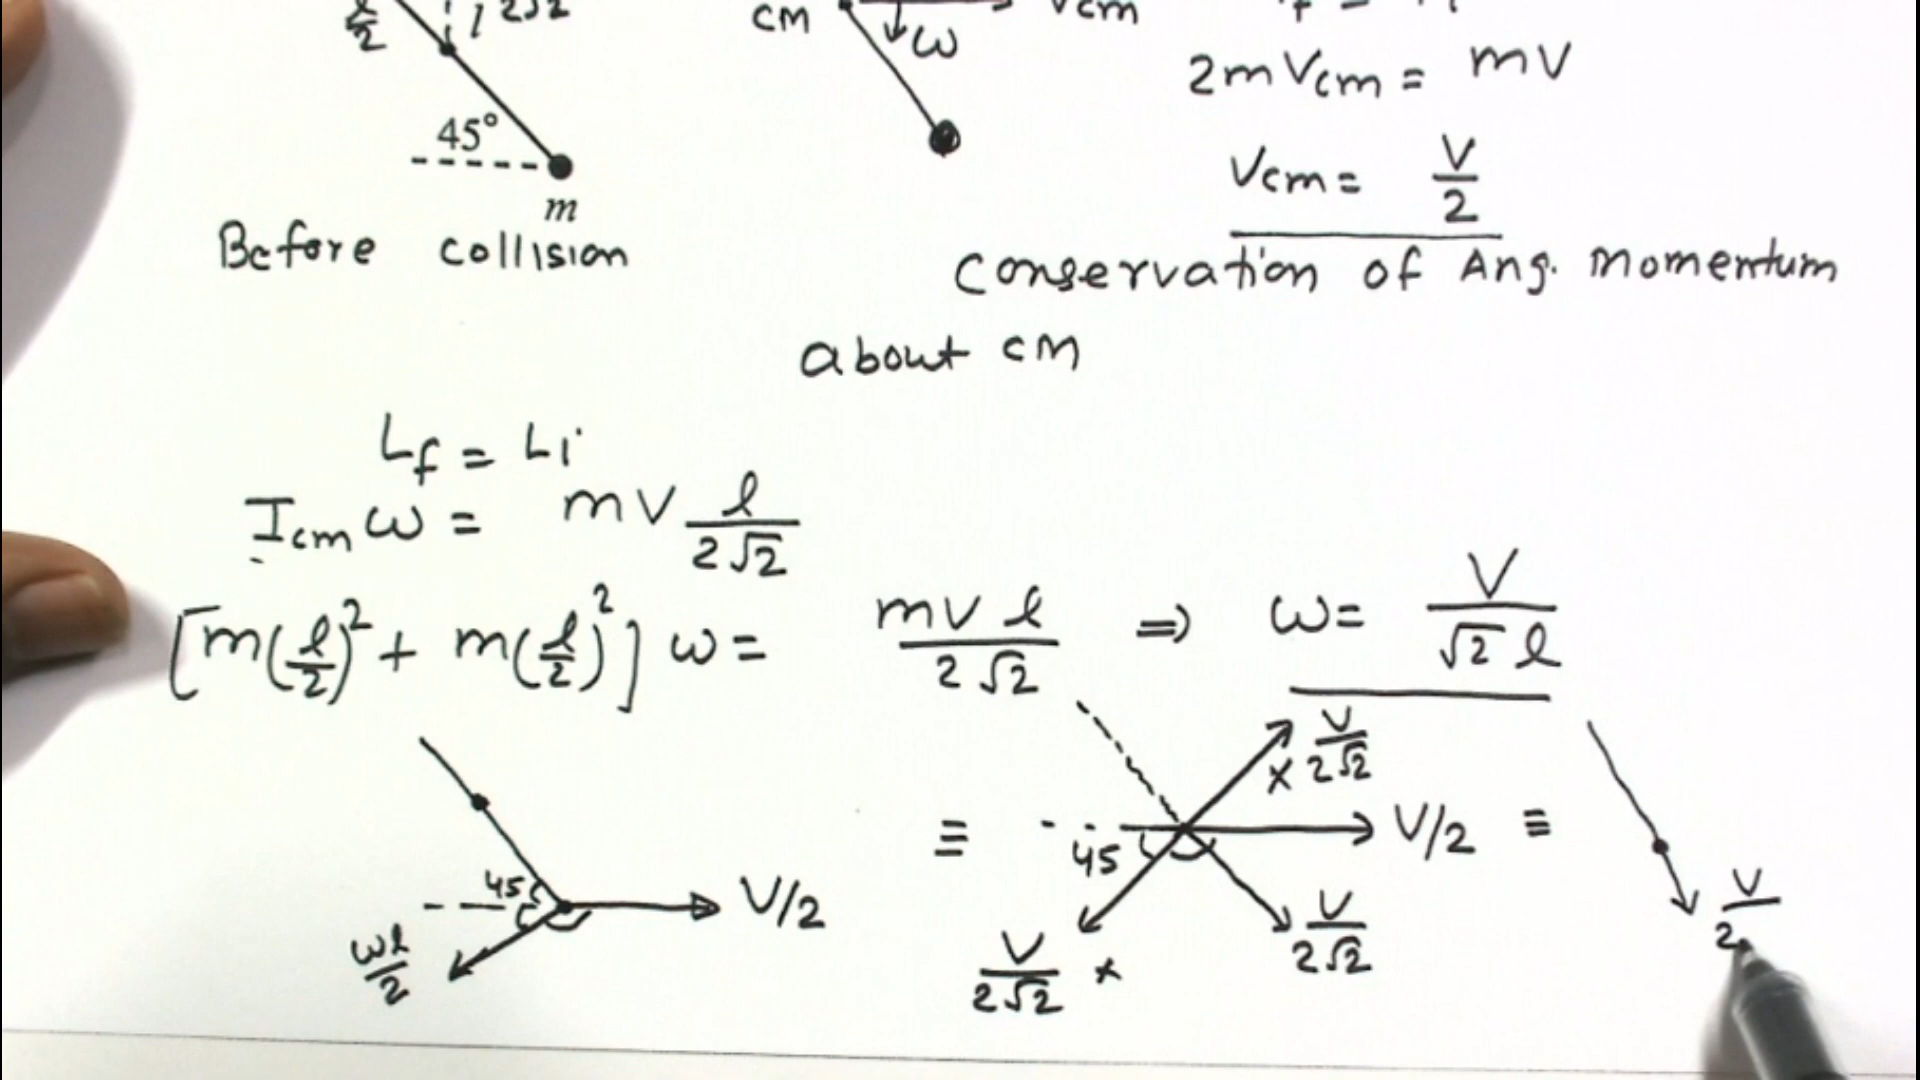 l/2 l 2√2
cm Vcm
ω
2mVcm = mV
45°
m
Vcm = V/2
Before collision
Conservation of Ang. momentum
about cm
Lf = Li
Icm ω = mV l/2√2
[m(l/2)² + m(l/2)²] ω = mVl/2√2 ⇒ ω = V/√2 l
45 V/2
ωl/2
≡ 45 V/2√2 × V/2 ≡
V/2√2 × V/2√2
V/2